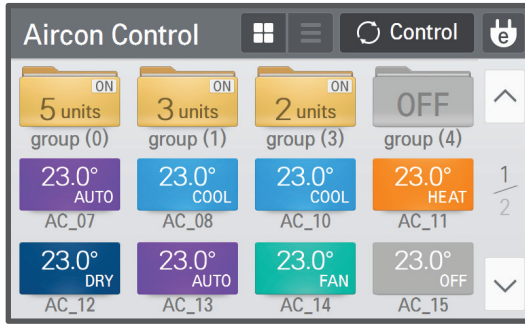 Aircon Control Control e
ON ON ON
5 units 3 units 2 units OFF
group (0) group (1) group (3) group (4)
23.0° 23.0° 23.0° 23.0° 1
AUTO COOL COOL HEAT 2
AC_07 AC_08 AC_10 AC_11
23.0° 23.0° 23.0° 23.0°
DRY AUTO FAN OFF
AC_12 AC_13 AC_14 AC_15